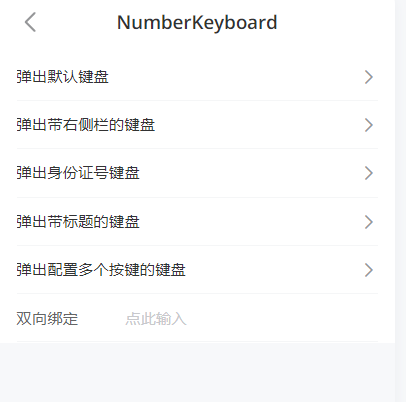 NumberKeyboard
弹出默认键盘
弹出带右侧栏的键盘
弹出身份证号键盘
弹出带标题的键盘
弹出配置多个按键的键盘
双向绑定 点此输入